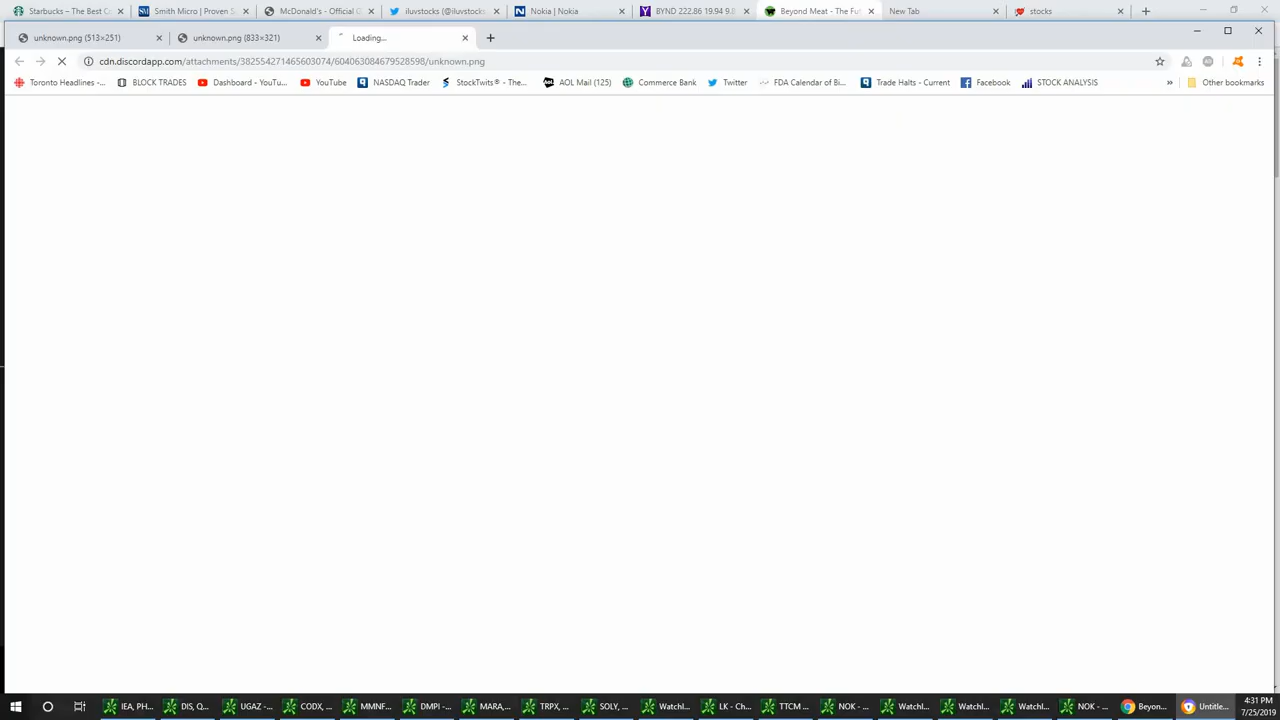 Starbucks – The Best Co Smith Micro | Proven S McDonald's - Official G iluvstocks (@iluvstocks Nokia | Nokia BYND 222.86 19.94 9.8 Beyond Meat - The Fut New Tab stocks
unknown.png (513×251) unknown.png (833×321) Loading...
cdn.discordapp.com/attachments/382554271465603074/604063084679528598/unknown.png
Toronto Headlines -... BLOCK TRADES Dashboard - YouTu... YouTube NASDAQ Trader StockTwits® - The... AOL Mail (125) Commerce Bank Twitter FDA Calendar of Bi... Trade Halts - Current Facebook STOCK ANALYSIS » Other bookmarks
IEA, PH... DIS, Q... UGAZ -... CODX, ... MMNF... DMPI -... MARA,... TRPX, ... SOLY, ... Watchl... LK - Ch... TTCM ... NOK - ... Watchl... Watchl... Watchl... NOK - ... Beyon... Untitle...
4:31 PM
7/25/2019